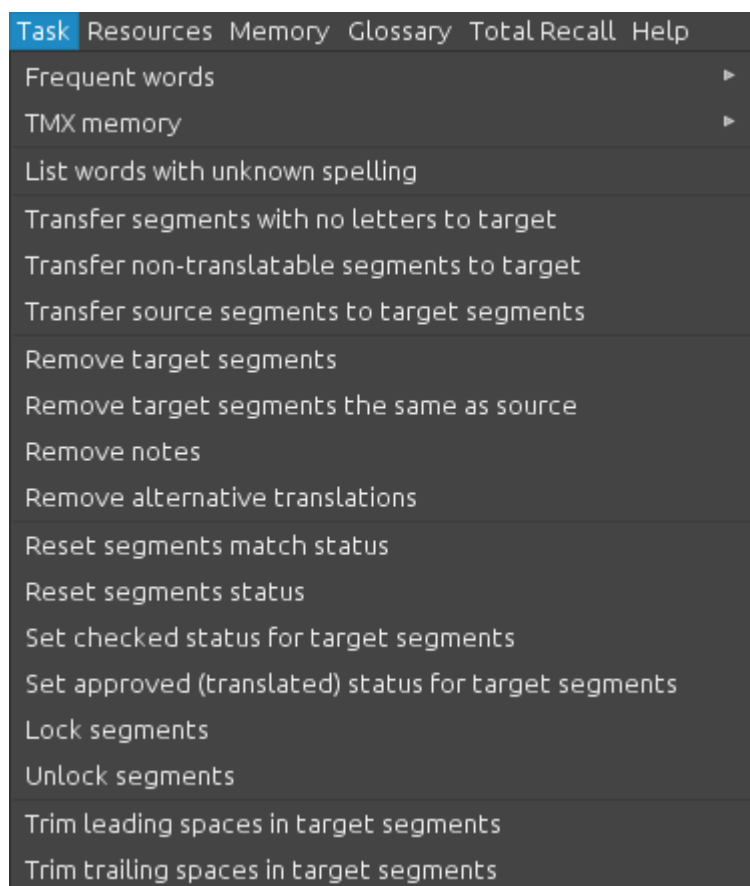 Task Resources Memory Glossary Total Recall Help
Frequent words
TMX memory
List words with unknown spelling
Transfer segments with no letters to target
Transfer non-translatable segments to target
Transfer source segments to target segments
Remove target segments
Remove target segments the same as source
Remove notes
Remove alternative translations
Reset segments match status
Reset segments status
Set checked status for target segments
Set approved (translated) status for target segments
Lock segments
Unlock segments
Trim leading spaces in target segments
Trim trailing spaces in target segments